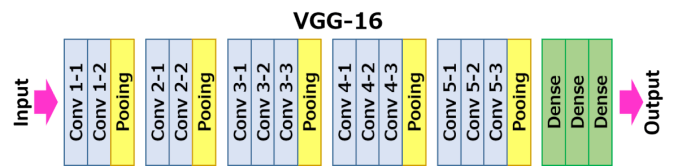 VGG-16
Input
Conv 1-1
Conv 1-2
Pooing
Conv 2-1
Conv 2-2
Pooing
Conv 3-1
Conv 3-2
Conv 3-3
Pooing
Conv 4-1
Conv 4-2
Conv 4-3
Pooing
Conv 5-1
Conv 5-2
Conv 5-3
Pooing
Dense
Dense
Dense
Output